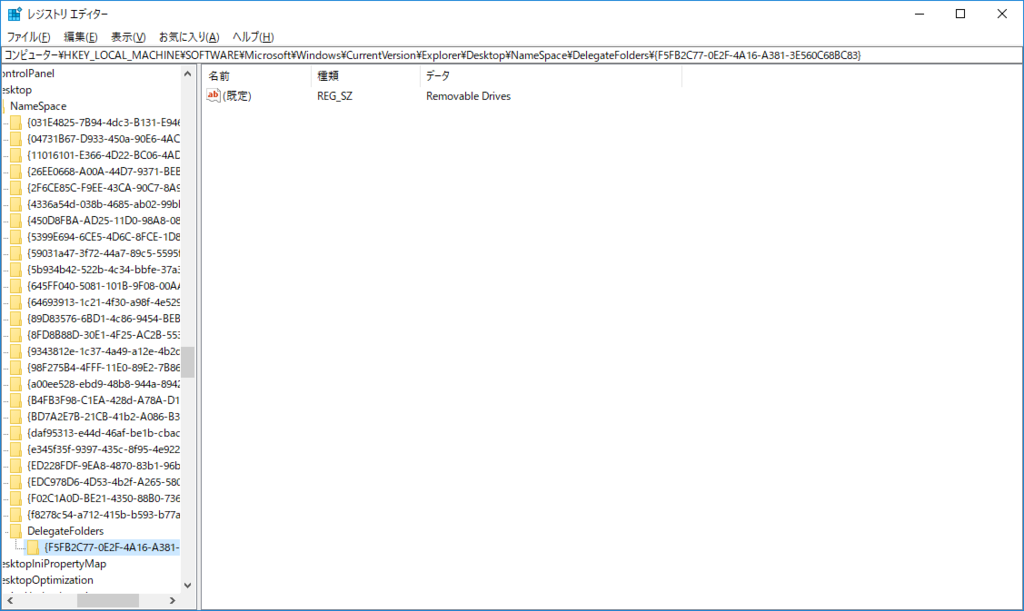 レジストリ エディター
ファイル(F) 編集(E) 表示(V) お気に入り(A) ヘルプ(H)
コンピューター¥HKEY_LOCAL_MACHINE¥SOFTWARE¥Microsoft¥Windows¥CurrentVersion¥Explorer¥Desktop¥NameSpace¥DelegateFolders¥{F5FB2C77-0E2F-4A16-A381-3E560C68BC83}
ontrolPanel
esktop
NameSpace
{031E4825-7B94-4dc3-B131-E946
{04731B67-D933-450a-90E6-4AC
{11016101-E366-4D22-BC06-4AD
{26EE0668-A00A-44D7-9371-BEB
{2F6CE85C-F9EE-43CA-90C7-8A9
{4336a54d-038b-4685-ab02-99b
{450D8FBA-AD25-11D0-98A8-08
{5399E694-6CE5-4D6C-8FCE-1D8
{59031a47-3f72-44a7-89c5-5595f
{5b934b42-522b-4c34-bbfe-37a3
{645FF040-5081-101B-9F08-00AA
{64693913-1c21-4f30-a98f-4e529
{89D83576-6BD1-4c86-9454-BEB
{8FD8B88D-30E1-4F25-AC2B-553
{9343812e-1c37-4a49-a12e-4b2d
{98F275B4-4FFF-11E0-89E2-7B86
{a00ee528-ebd9-48b8-944a-8942
{B4FB3F98-C1EA-428d-A78A-D1
{BD7A2E7B-21CB-41b2-A086-B3
{daf95313-e44d-46af-be1b-cbac
{e345f35f-9397-435c-8f95-4e922
{ED228FDF-9EA8-4870-83b1-96b
{EDC978D6-4D53-4b2f-A265-580
{F02C1A0D-BE21-4350-88B0-736
{f8278c54-a712-415b-b593-b77a
DelegateFolders
{F5FB2C77-0E2F-4A16-A381-
esktopIniPropertyMap
esktopOptimization
名前 種類 データ
ab (既定) REG_SZ Removable Drives